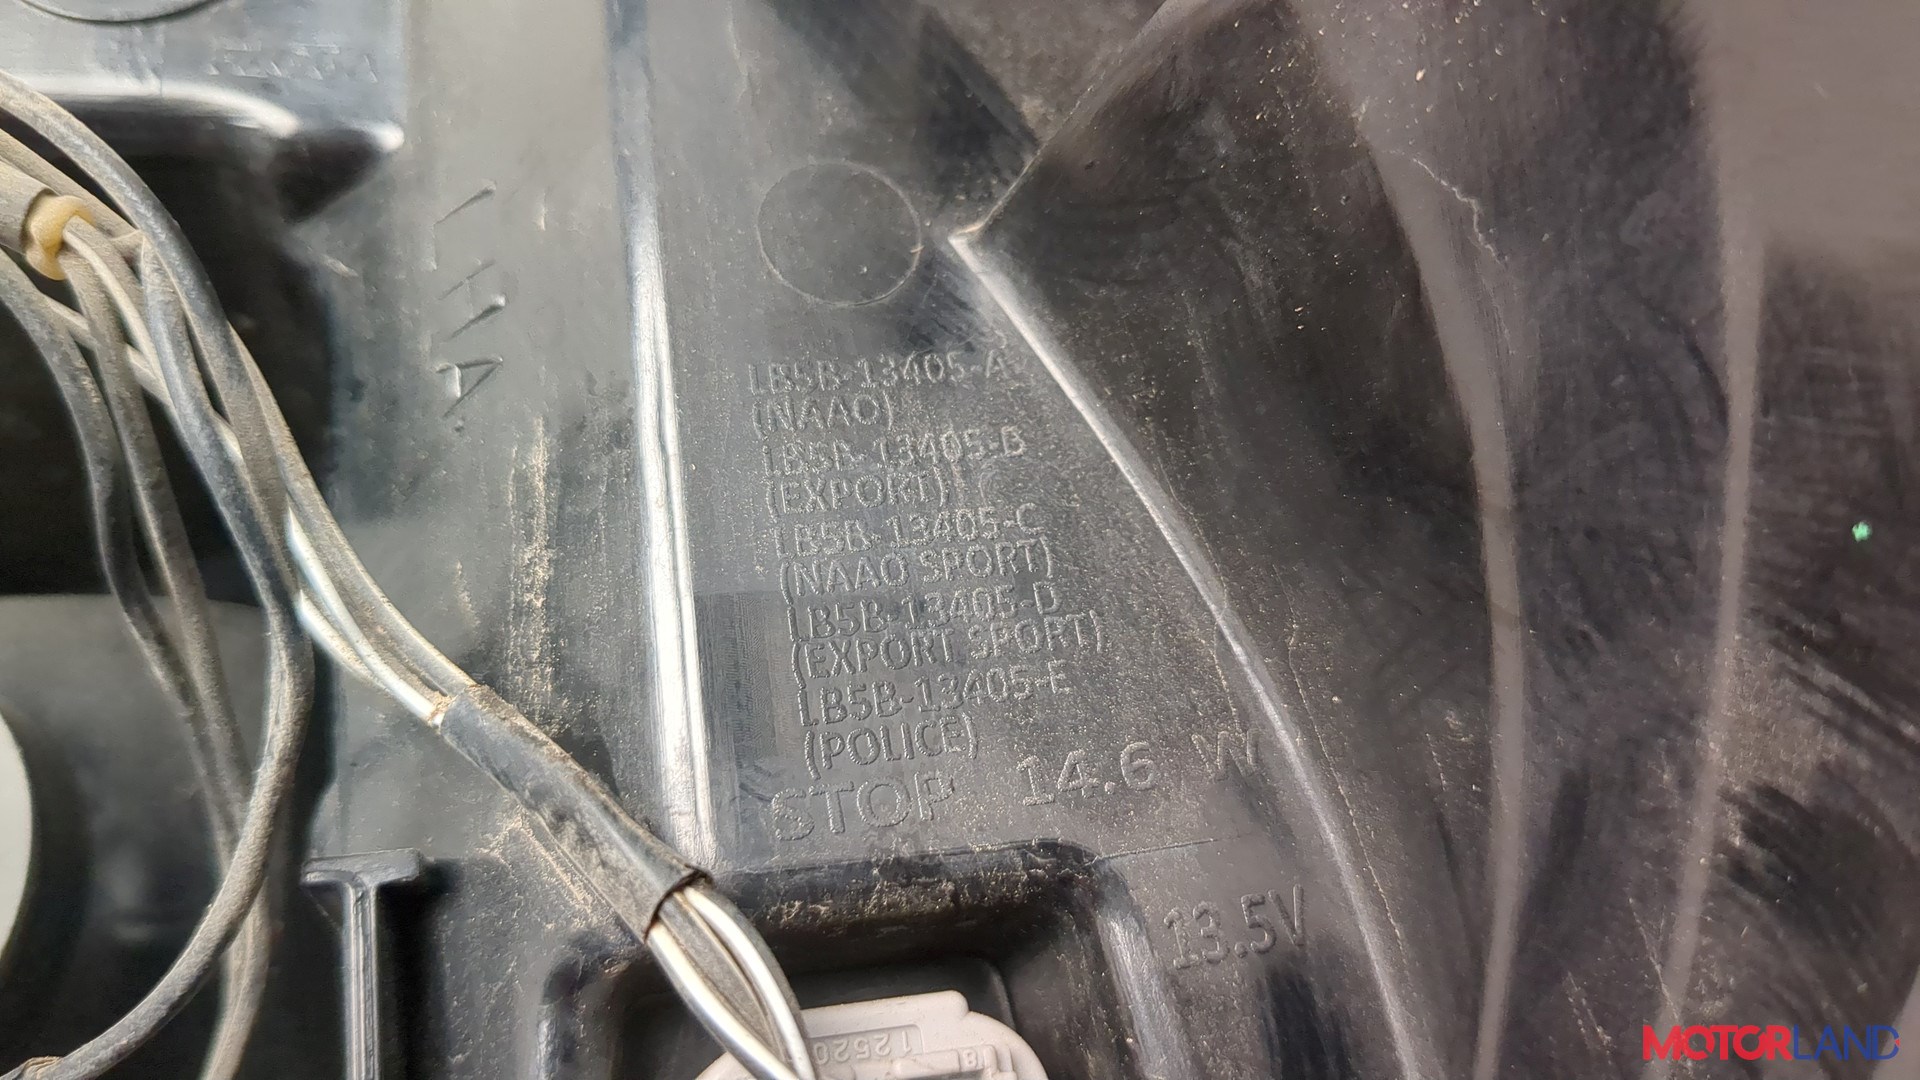 LHA
LB5B-13405-A
(NAAO)
LB5B-13405-B
(EXPORT)
LB5B-13405-C
(NAAO SPORT)
LB5B-13405-D
(EXPORT SPORT)
LB5B-13405-E
(POLICE)
STOP 14.6 W
13.5V
MOTORLAND